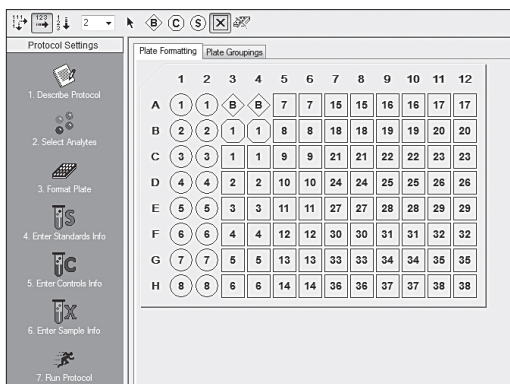 111 123 1 2 2 B C S X
Protocol Settings
1. Describe Protocol
2. Select Analytes
3. Format Plate
S
4. Enter Standards Info
C
5. Enter Controls Info
X
6. Enter Sample Info
7. Run Protocol
Plate Formatting Plate Groupings
1 2 3 4 5 6 7 8 9 10 11 12
A 1 1 B B 7 7 15 15 16 16 17 17
B 2 2 1 1 8 8 18 18 19 19 20 20
C 3 3 1 1 9 9 21 21 22 22 23 23
D 4 4 2 2 10 10 24 24 25 25 26 26
E 5 5 3 3 11 11 27 27 28 28 29 29
F 6 6 4 4 12 12 30 30 31 31 32 32
G 7 7 5 5 13 13 33 33 34 34 35 35
H 8 8 6 6 14 14 36 36 37 37 38 38